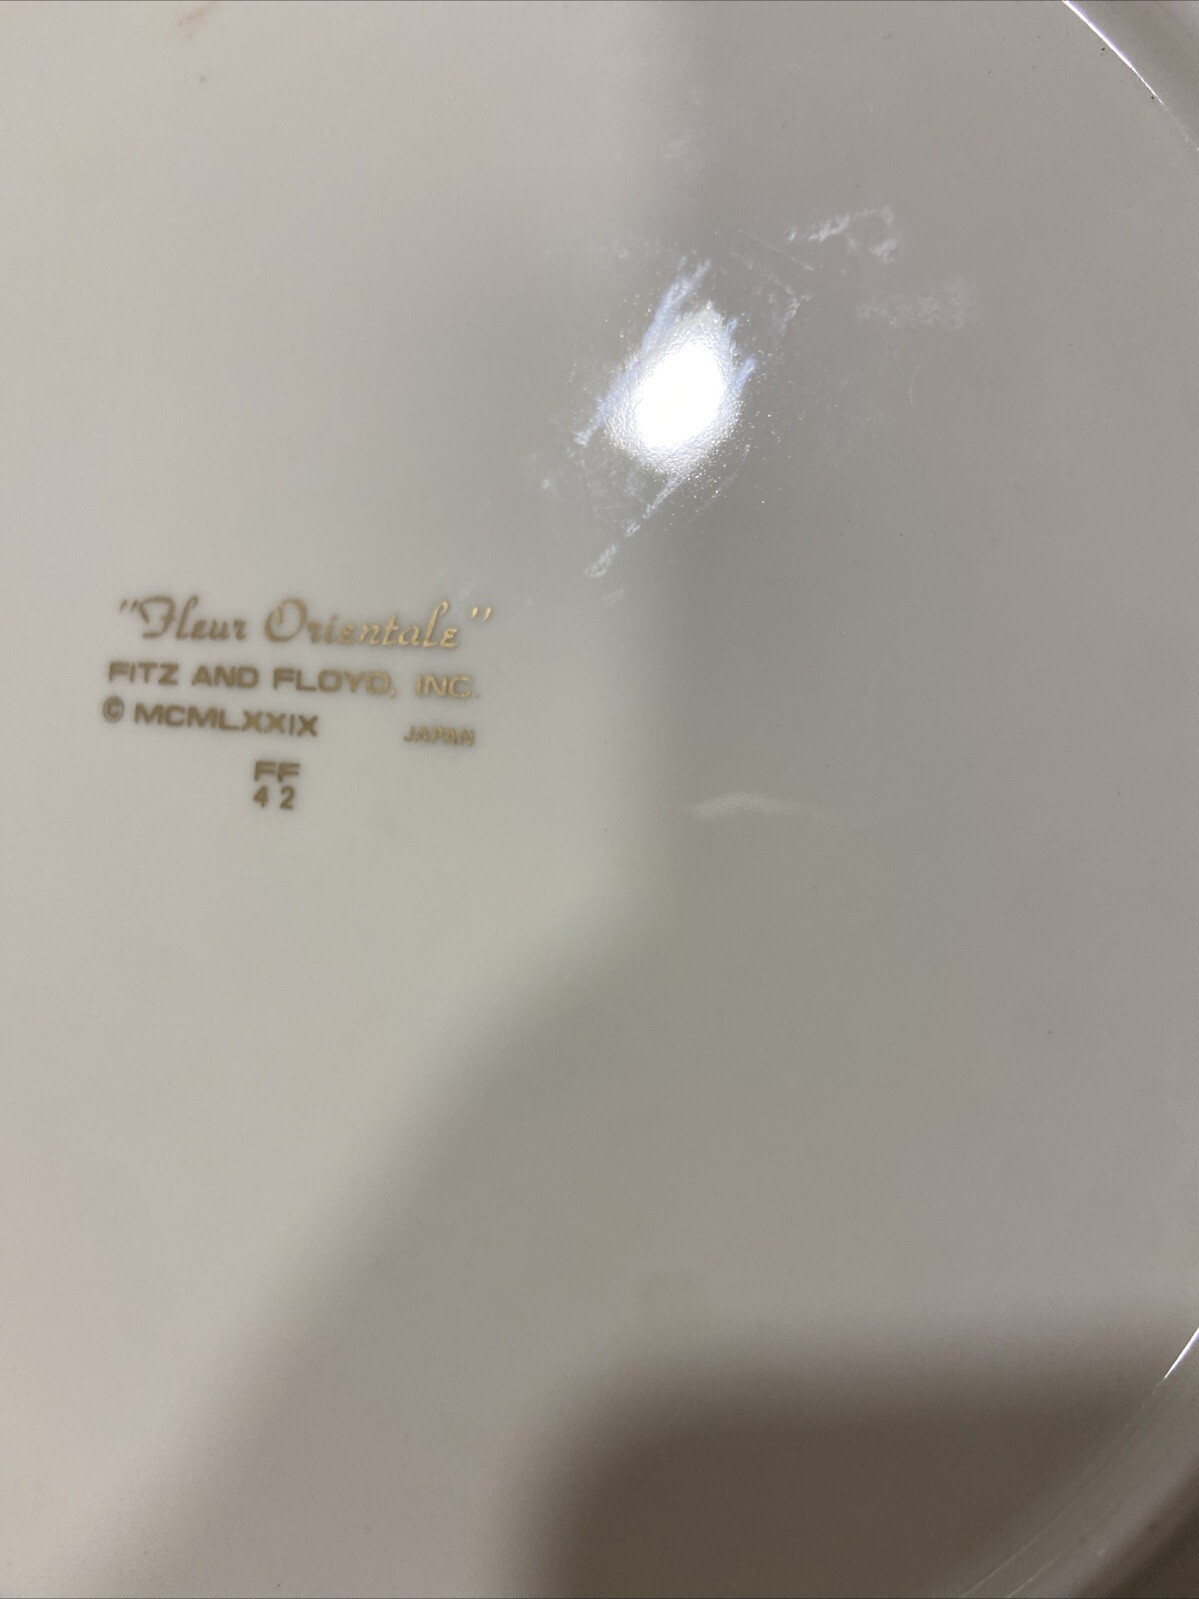 "Fleur Orientale"
FITZ AND FLOYD, INC.
© MCMLXXIX JAPAN
FF
42